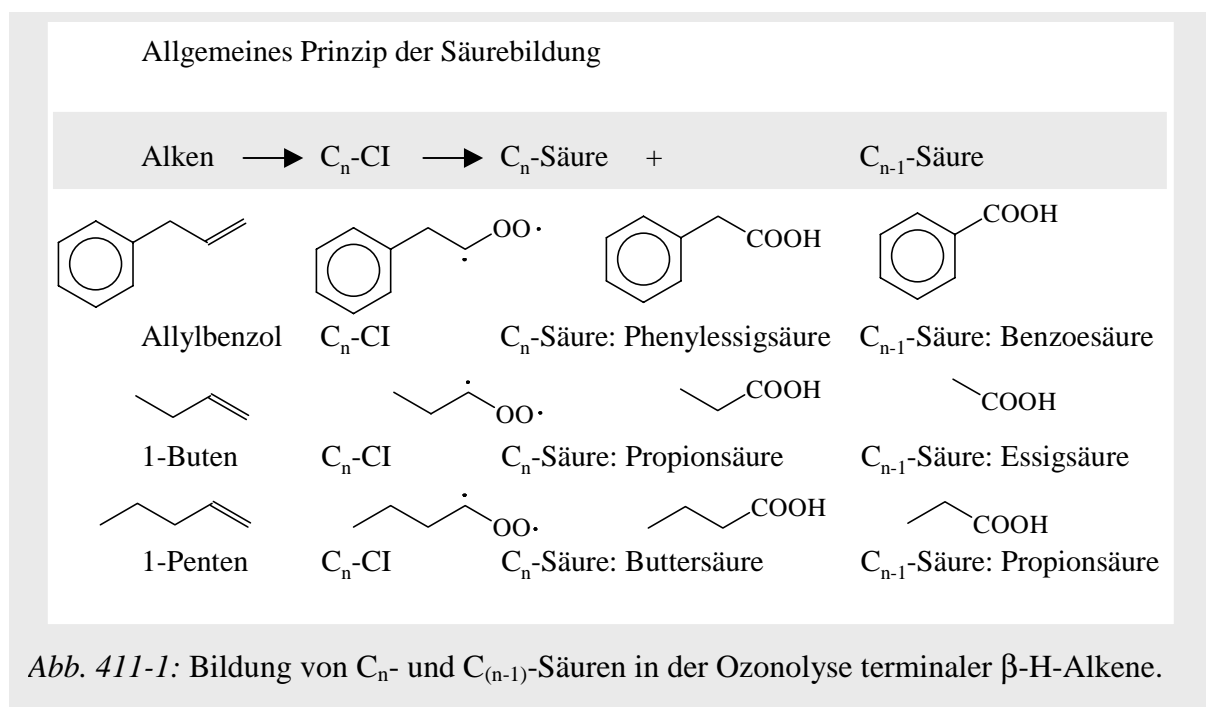 Allgemeines Prinzip der Säurebildung
Alken → Cₙ-CI → Cₙ-Säure + Cₙ₋₁-Säure
OO· COOH COOH
Allylbenzol Cₙ-CI Cₙ-Säure: Phenylessigsäure Cₙ₋₁-Säure: Benzoesäure
OO· COOH COOH
1-Buten Cₙ-CI Cₙ-Säure: Propionsäure Cₙ₋₁-Säure: Essigsäure
OO· COOH COOH
1-Penten Cₙ-CI Cₙ-Säure: Buttersäure Cₙ₋₁-Säure: Propionsäure
Abb. 411-1: Bildung von Cₙ- und C₍ₙ₋₁₎-Säuren in der Ozonolyse terminaler β-H-Alkene.